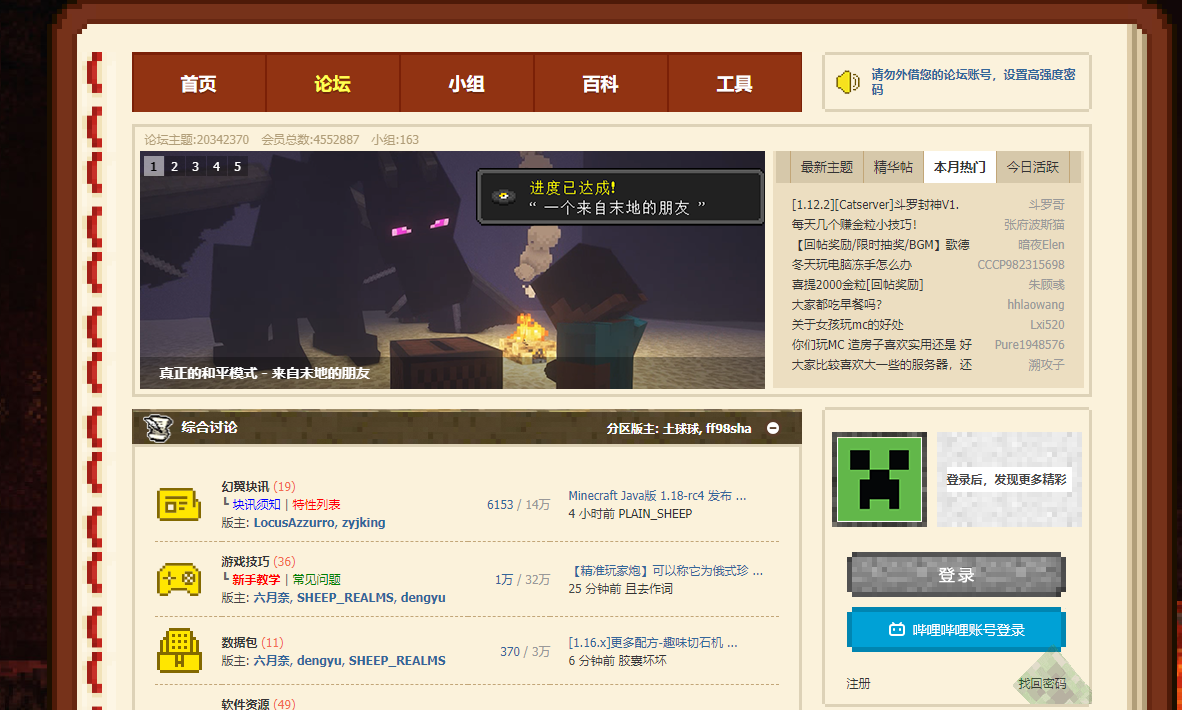 首页
论坛
小组
百科
工具
请勿外借您的论坛账号，设置高强度密
码
论坛主题:20342370 会员总数:4552887 小组:163
1 2 3 4 5
进度已达成!
“ 一个来自末地的朋友 ”
真正的和平模式 - 来自末地的朋友
最新主题 精华帖 本月热门 今日活跃
[1.12.2][Catserver]斗罗封神V1. 斗罗哥
每天几个赚金粒小技巧！ 张府波斯猫
【回帖奖励/限时抽奖/BGM】歌德 暗夜Elen
冬天玩电脑冻手怎么办 CCCP982315698
喜提2000金粒[回帖奖励] 朱顾彧
大家都吃早餐吗？ hhlaowang
关于女孩玩mc的好处 Lxi520
你们玩MC 造房子喜欢实用还是 好 Pure1948576
大家比较喜欢大一些的服务器，还 溯攻子
综合讨论
分区版主: 土球球, ff98sha
幻翼块讯 (19)
┗ 块讯须知 | 特性列表
版主: LocusAzzurro, zyjking
6153 / 14万
Minecraft Java版 1.18-rc4 发布 ...
4 小时前 PLAIN_SHEEP
游戏技巧 (36)
┗ 新手教学 | 常见问题
版主: 六月奈, SHEEP_REALMS, dengyu
1万 / 32万
【精准玩家炮】可以称它为俄式珍 ...
25 分钟前 且去作词
数据包 (11)
版主: 六月奈, dengyu, SHEEP_REALMS
370 / 3万
[1.16.x]更多配方-趣味切石机 ...
6 分钟前 胶囊坏坏
软件资源 (49)
登录后，发现更多精彩
登录
哔哩哔哩账号登录
注册
找回密码